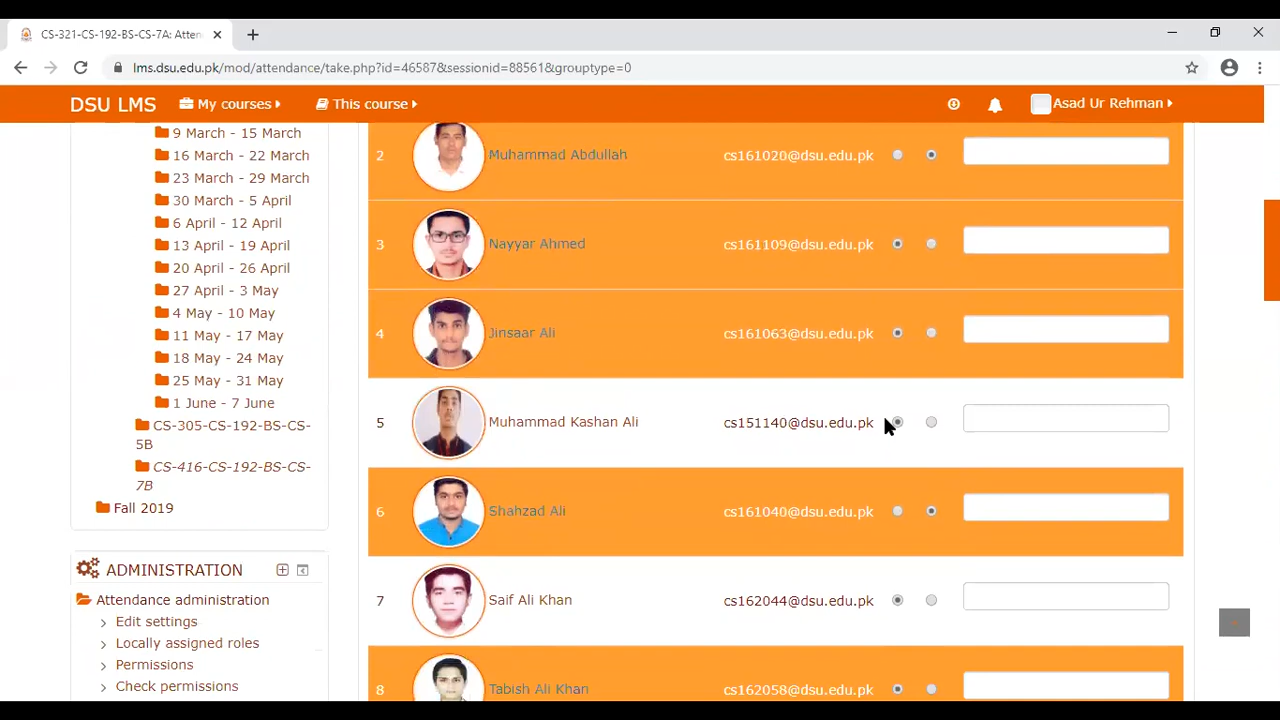 CS-321-CS-192-BS-CS-7A: Atten
lms.dsu.edu.pk/mod/attendance/take.php?id=46587&sessionid=88561&grouptype=0
DSU LMS My courses This course Asad Ur Rehman
9 March - 15 March
16 March - 22 March
23 March - 29 March
30 March - 5 April
6 April - 12 April
13 April - 19 April
20 April - 26 April
27 April - 3 May
4 May - 10 May
11 May - 17 May
18 May - 24 May
25 May - 31 May
1 June - 7 June
CS-305-CS-192-BS-CS-
5B
CS-416-CS-192-BS-CS-
7B
Fall 2019
ADMINISTRATION
Attendance administration
Edit settings
Locally assigned roles
Permissions
Check permissions
2 Muhammad Abdullah cs161020@dsu.edu.pk
3 Nayyar Ahmed cs161109@dsu.edu.pk
4 Jinsaar Ali cs161063@dsu.edu.pk
5 Muhammad Kashan Ali cs151140@dsu.edu.pk
6 Shahzad Ali cs161040@dsu.edu.pk
7 Saif Ali Khan cs162044@dsu.edu.pk
8 Tabish Ali Khan cs162058@dsu.edu.pk